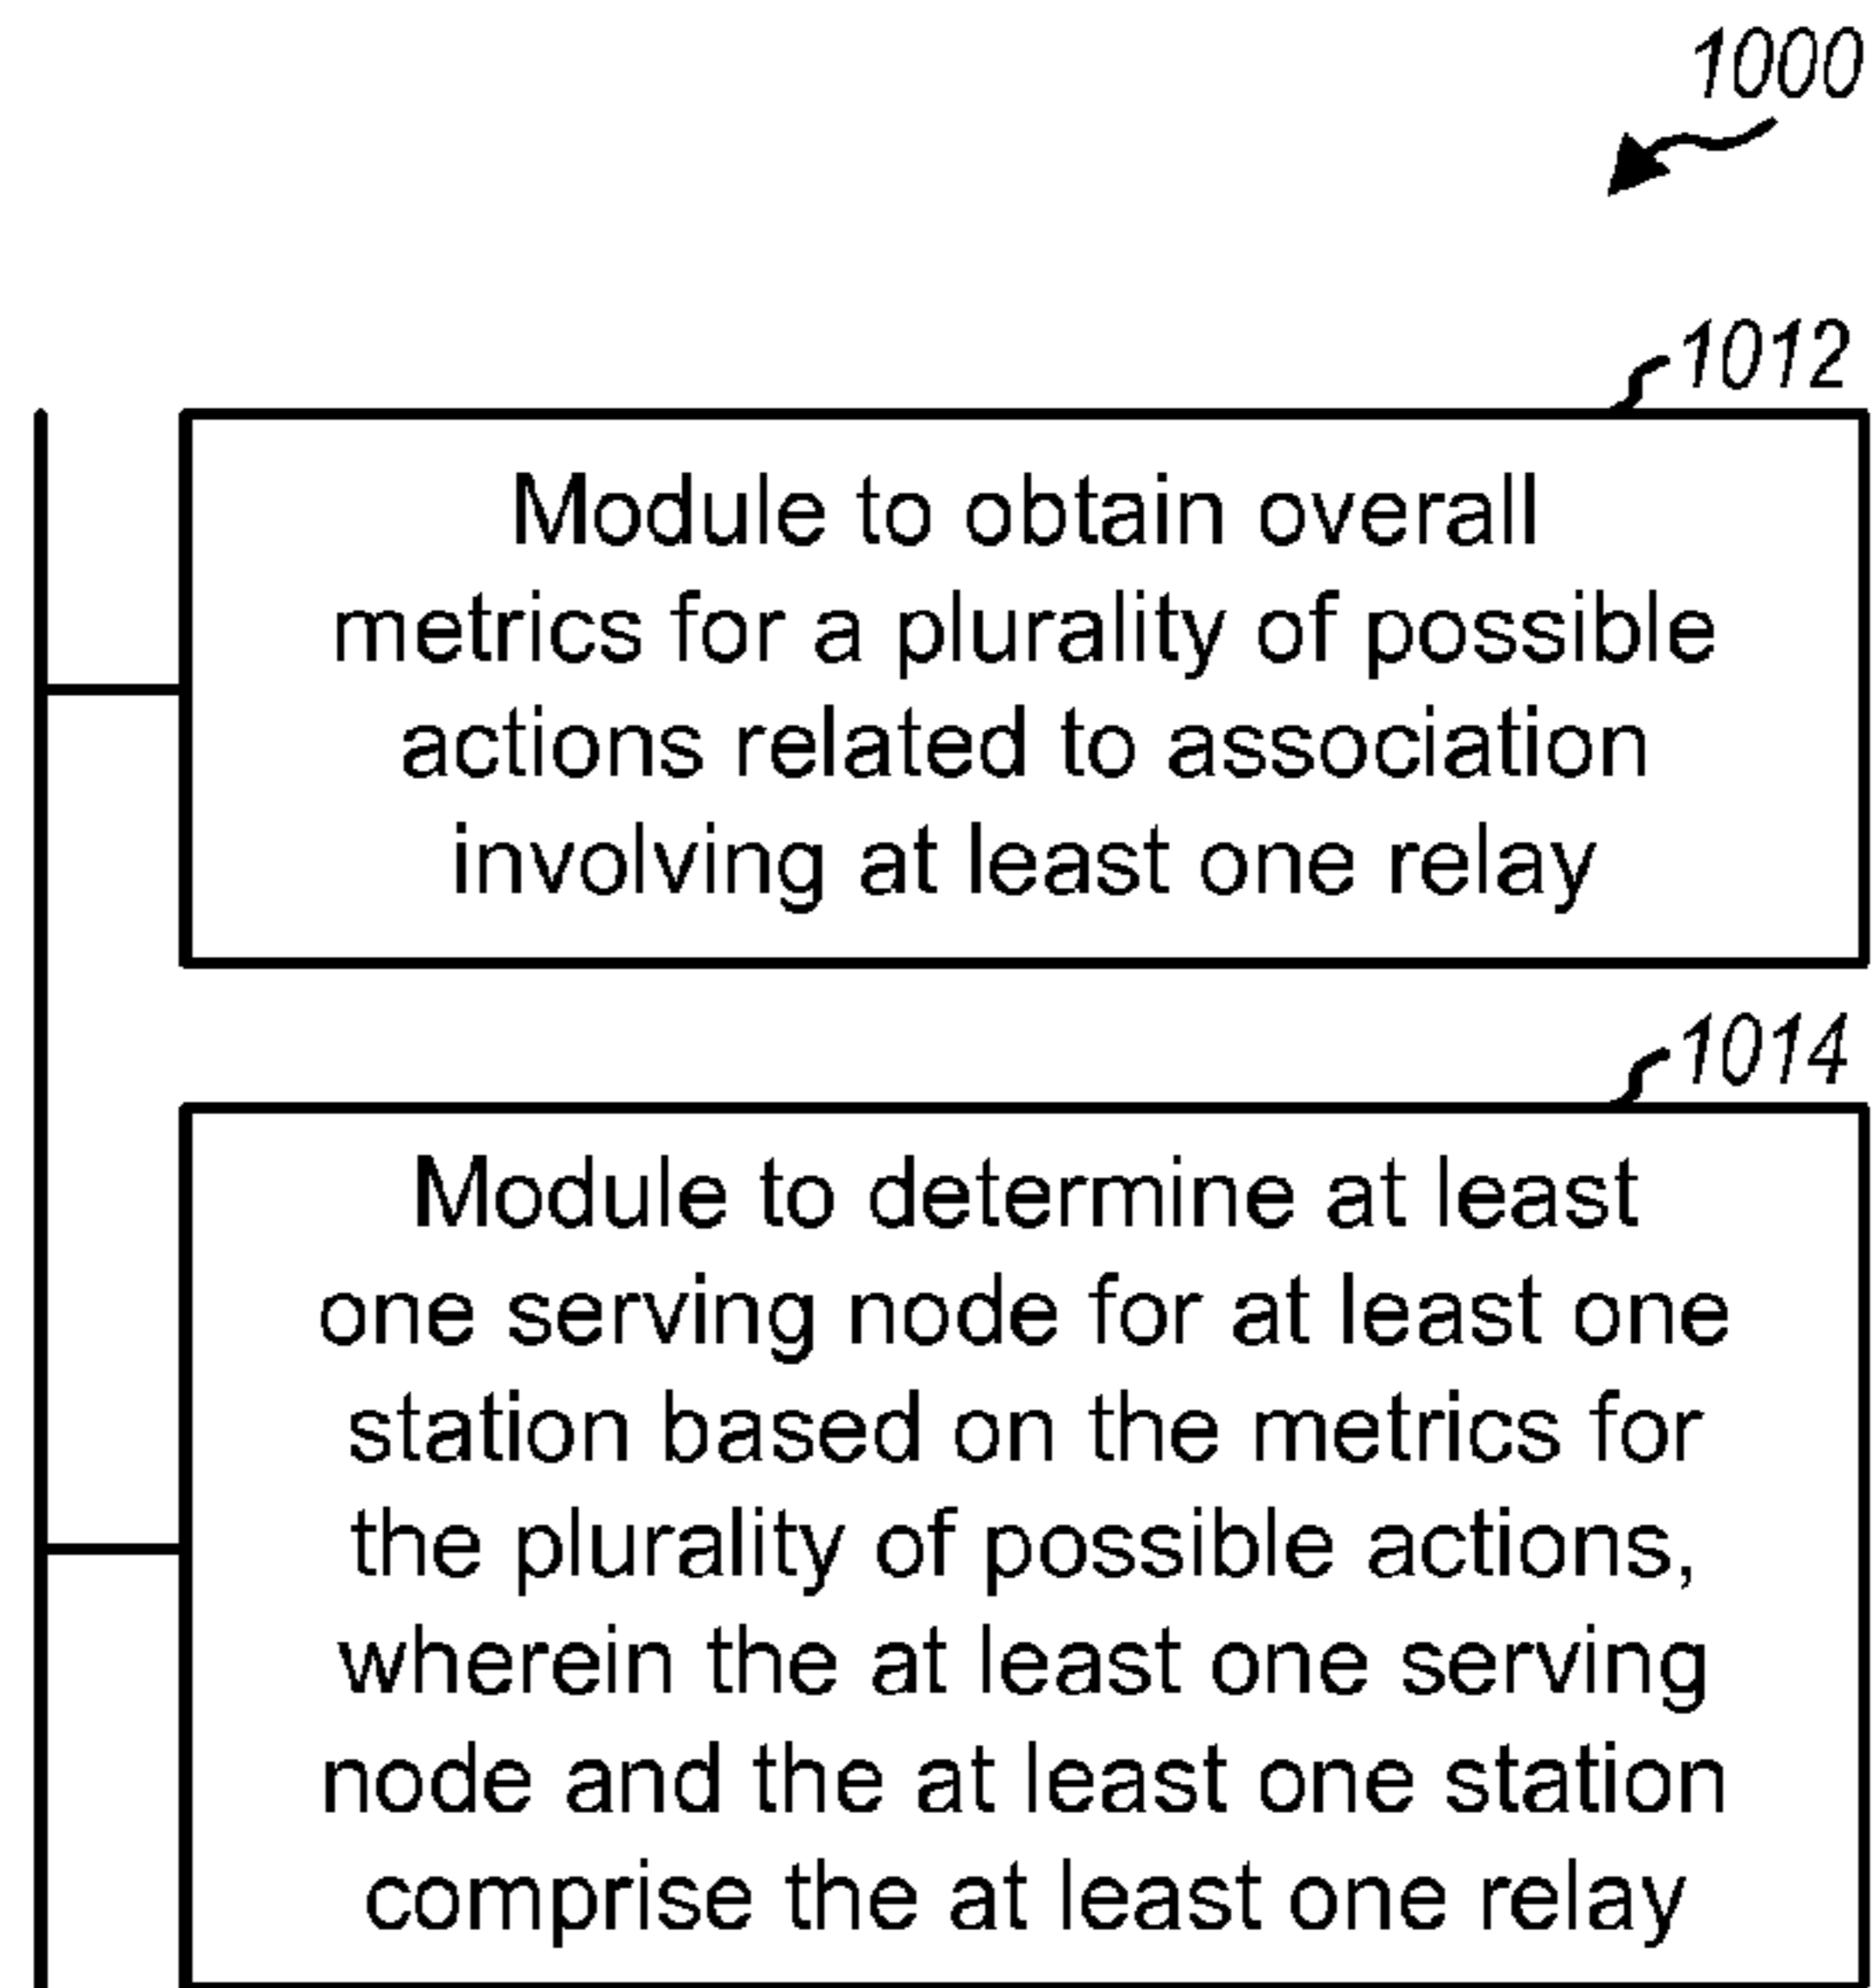 1000
1012
Module to obtain overall
metrics for a plurality of possible
actions related to association
involving at least one relay
1014
Module to determine at least
one serving node for at least one
station based on the metrics for
the plurality of possible actions,
wherein the at least one serving
node and the at least one station
comprise the at least one relay